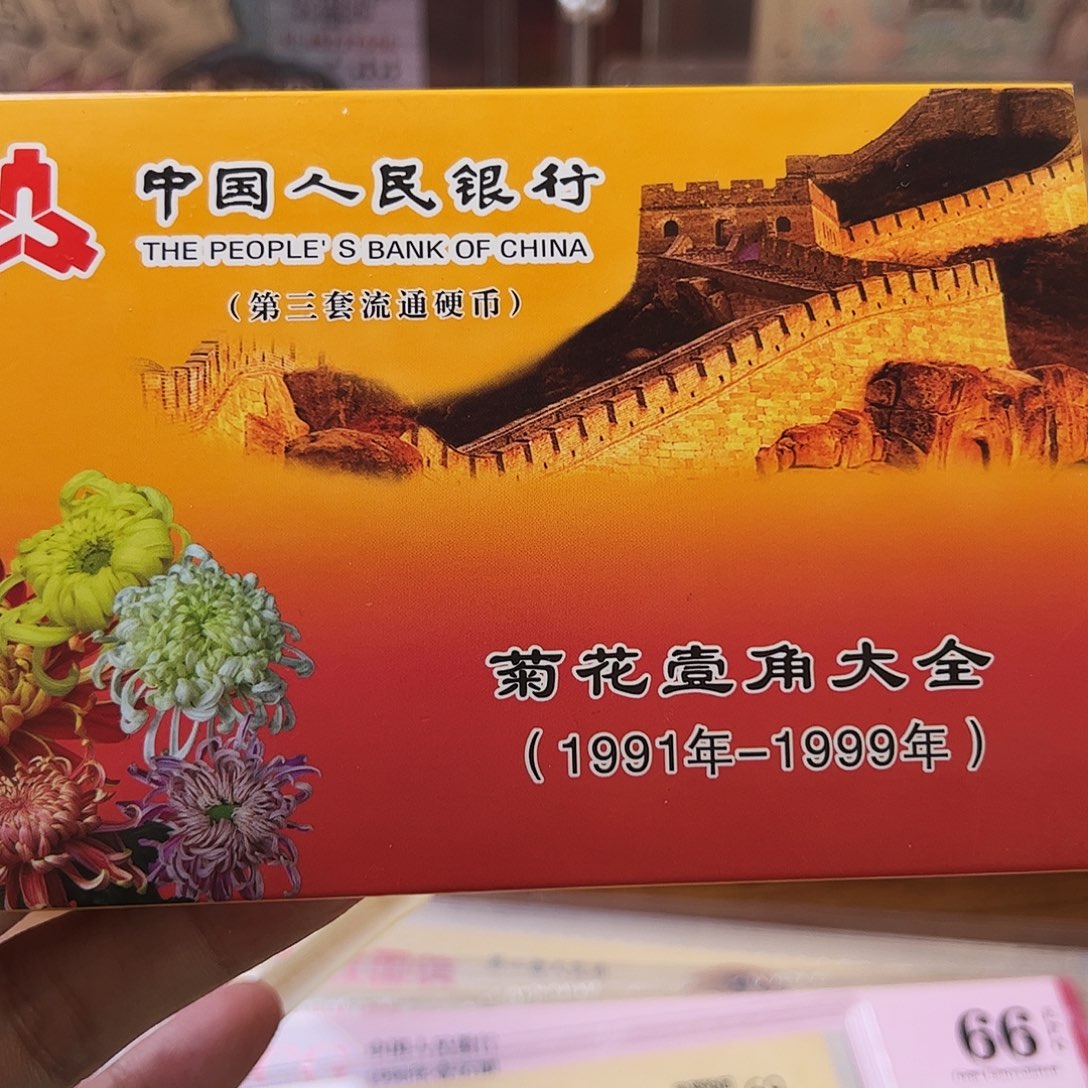 中国人民银行
THE PEOPLE'S BANK OF CHINA
（第三套流通硬币）
菊花壹角大全
（1991年-1999年）
66